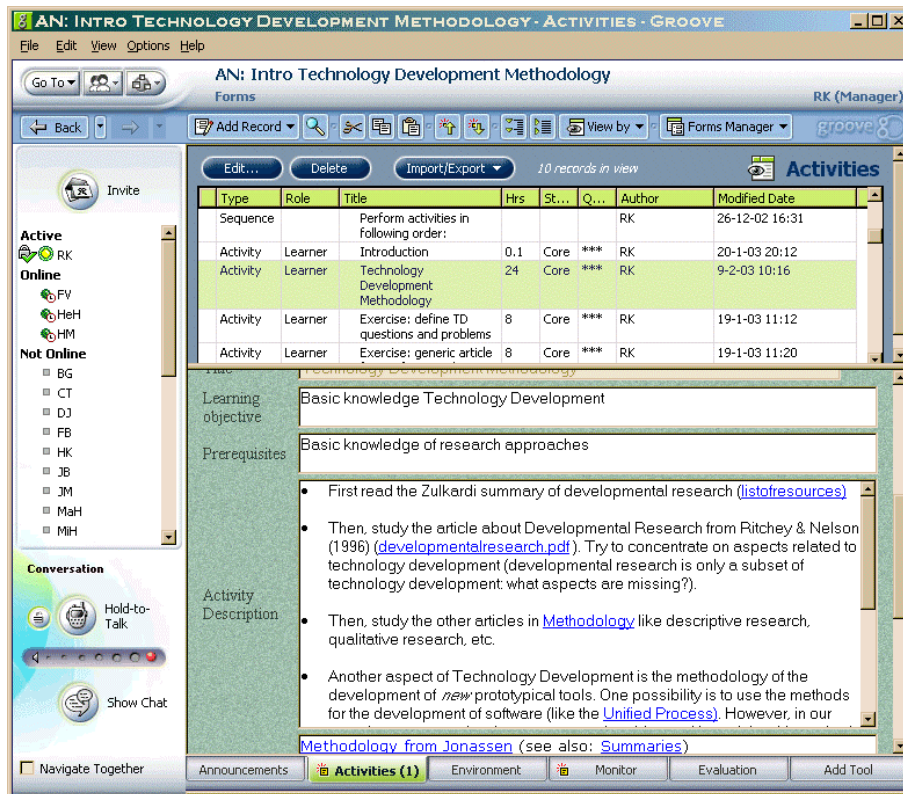 AN: Intro Technology Development Methodology - Activities - Groove
File Edit View Options Help
Go To
AN: Intro Technology Development Methodology
Forms
RK (Manager)
Back
Add Record
View by
Forms Manager
groove
Invite
Active
RK
Online
FV
HeH
HM
Not Online
BG
CT
DJ
FB
HK
JB
JM
MaH
MiH
Conversation
Hold-to-
Talk
Show Chat
Navigate Together
Edit... Delete Import/Export 10 records in view Activities
Type Role Title Hrs St... Q... Author Modified Date
Sequence Perform activities in RK 26-12-02 16:31
following order:
Activity Learner Introduction 0.1 Core *** RK 20-1-03 20:12
Activity Learner Technology 24 Core *** RK 9-2-03 10:16
Development
Methodology
Activity Learner Exercise: define TD 8 Core *** RK 19-1-03 11:12
questions and problems
Activity Learner Exercise: generic article 8 Core *** RK 19-1-03 11:20
Title Technology Development Methodology
Learning
objective
Basic knowledge Technology Development
Prerequisites
Basic knowledge of research approaches
Activity
Description
• First read the Zulkardi summary of developmental research (listofresources)
• Then, study the article about Developmental Research from Ritchey & Nelson
(1996) (developmentalresearch.pdf). Try to concentrate on aspects related to
technology development (developmental research is only a subset of
technology development: what aspects are missing?).
• Then, study the other articles in Methodology like descriptive research,
qualitative research, etc.
• Another aspect of Technology Development is the methodology of the
development of new prototypical tools. One possibility is to use the methods
for the development of software (like the Unified Process). However, in our
Methodology from Jonassen (see also: Summaries)
Announcements Activities (1) Environment Monitor Evaluation Add Tool